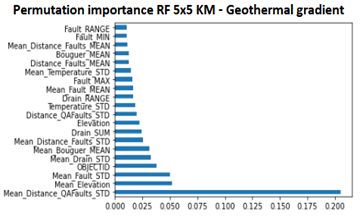 Permutation importance RF 5x5 KM - Geothermal gradient
Fault_RANGE
Fault_MIN
Mean_Distance_Faults_MEAN
Bouguer_MEAN
Distance_Faults_MEAN
Mean_Temperature_STD
Fault_MAX
Mean_Fault_MEAN
Drain_RANGE
Temperature_STD
Distance_QAFaults_STD
Elevation
Drain_SUM
Mean_Distance_Faults_STD
Mean_Bouguer_MEAN
Mean_Drain_STD
OBJECTID
Mean_Fault_STD
Mean_Elevation
Mean_Distance_QAFaults_STD
0.000 0.025 0.050 0.075 0.100 0.125 0.150 0.175 0.200